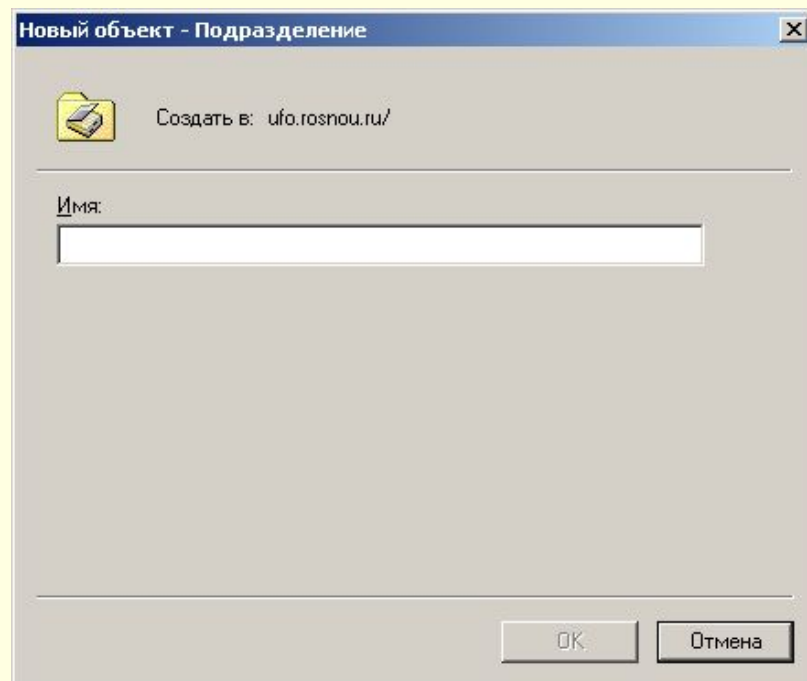 Новый объект - Подразделение
Создать в: ufo.rosnou.ru/
Имя:
OK
Отмена